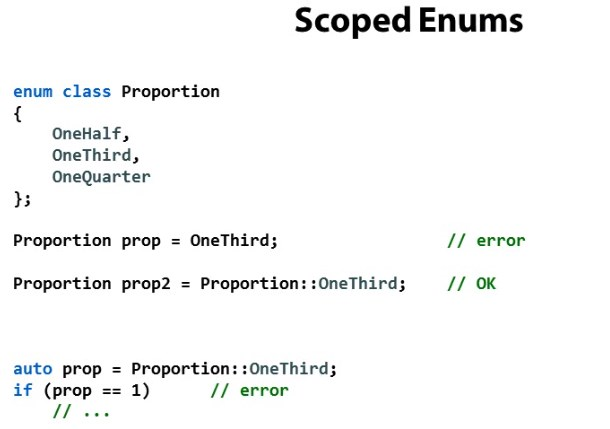 Scoped Enums
enum class Proportion
{
    OneHalf,
    OneThird,
    OneQuarter
};
Proportion prop = OneThird;                // error
Proportion prop2 = Proportion::OneThird;    // OK
auto prop = Proportion::OneThird;
if (prop == 1)      // error
    // ...